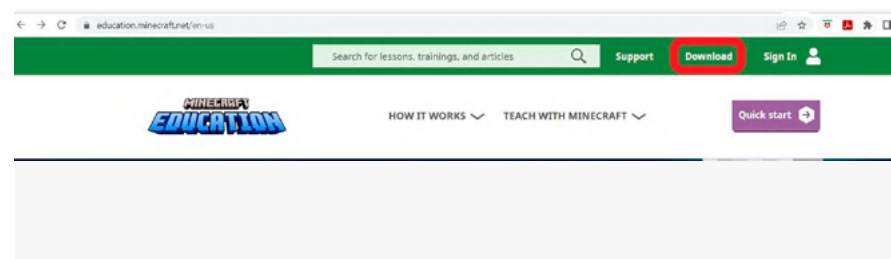 education.minecraft.net/en-us
Search for lessons, trainings, and articles Support Download Sign In
MINECRAFT
EDUCATION
HOW IT WORKS TEACH WITH MINECRAFT Quick start